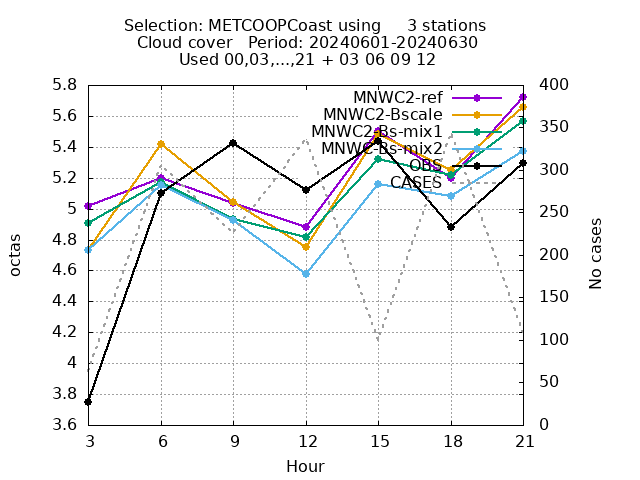 Selection: METCOOPCoast using     3 stations
Cloud cover   Period: 20240601-20240630
Used 00,03,...,21 + 03 06 09 12
5.8
5.6
5.4
5.2
5
4.8
4.6
4.4
4.2
4
3.8
3.6
octas
MNWC2-ref
MNWC2-Bscale
MNWC2-Bs-mix1
MNWC-Bs-mix2
OBS
CASES
400
350
300
250
200
150
100
50
0
No cases
3 6 9 12 15 18 21
Hour